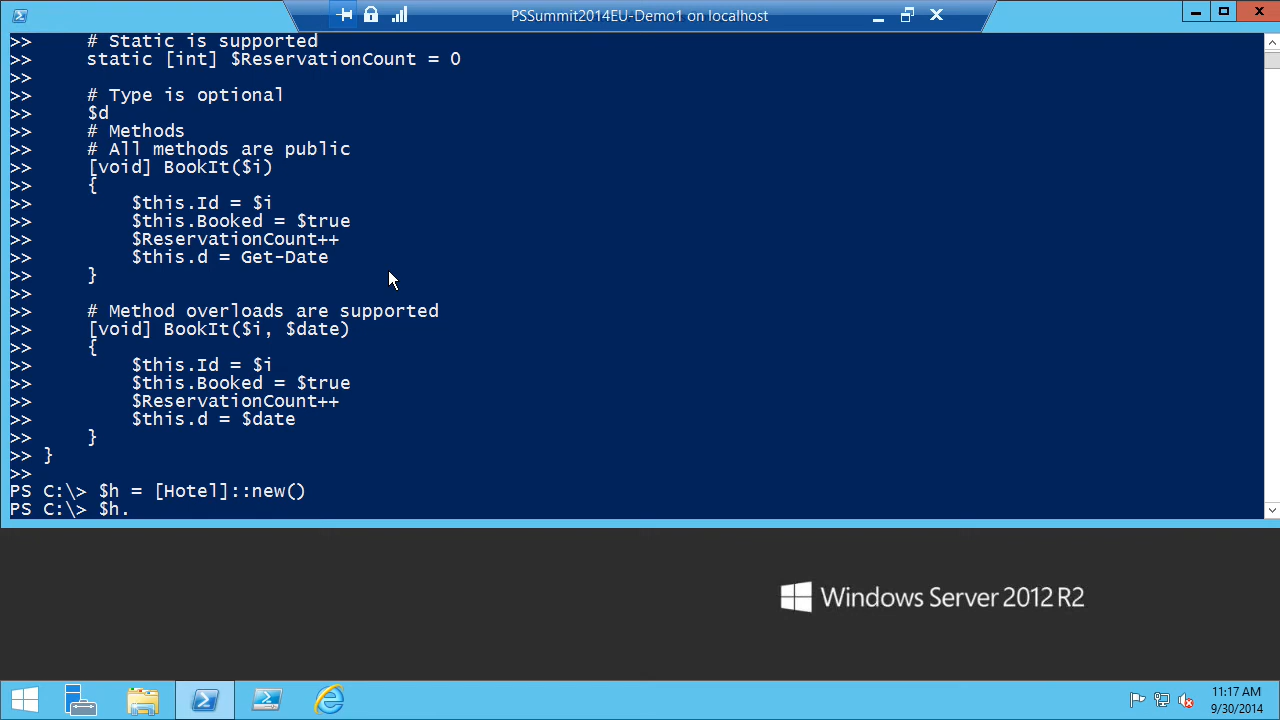 PSSummit2014EU-Demo1 on localhost
>>     # Static is supported
>>     static [int] $ReservationCount = 0
>>
>>     # Type is optional
>>     $d
>>     # Methods
>>     # All methods are public
>>     [void] BookIt($i)
>>     {
>>         $this.Id = $i
>>         $this.Booked = $true
>>         $ReservationCount++
>>         $this.d = Get-Date
>>     }
>>
>>     # Method overloads are supported
>>     [void] BookIt($i, $date)
>>     {
>>         $this.Id = $i
>>         $this.Booked = $true
>>         $ReservationCount++
>>         $this.d = $date
>>     }
>> }
>>
PS C:\> $h = [Hotel]::new()
PS C:\> $h.
Windows Server 2012 R2
11:17 AM
9/30/2014